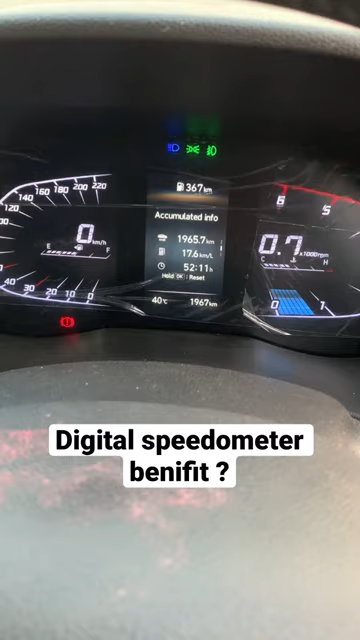 367km
Accumulated info
1965.7km
17.6km/L
52:11h
Hold OK : Reset
40℃ 1967km
220
200
180
160
140
120
0 km/h
E F
40 30 20 10 0
6 5
0.7 x1000rpm
C H
0 1
Digital speedometer
benifit ?